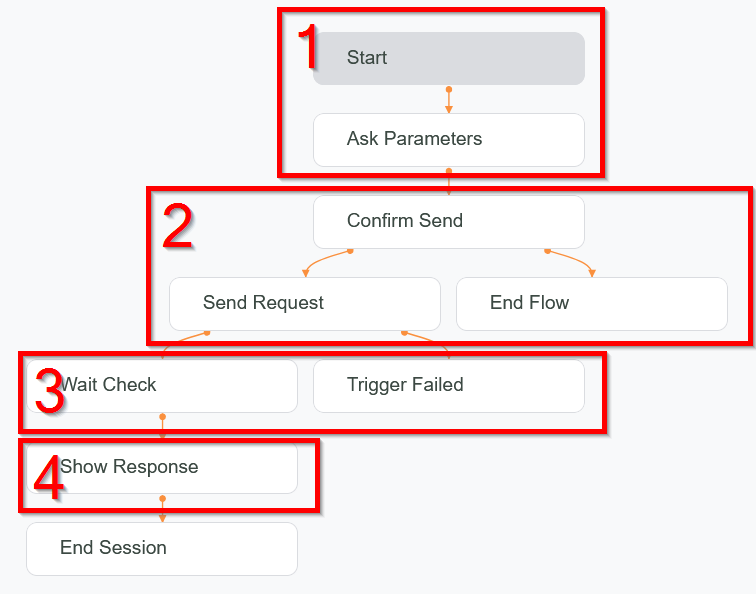 1
Start
Ask Parameters
2
Confirm Send
Send Request
End Flow
3
Wait Check
Trigger Failed
4
Show Response
End Session